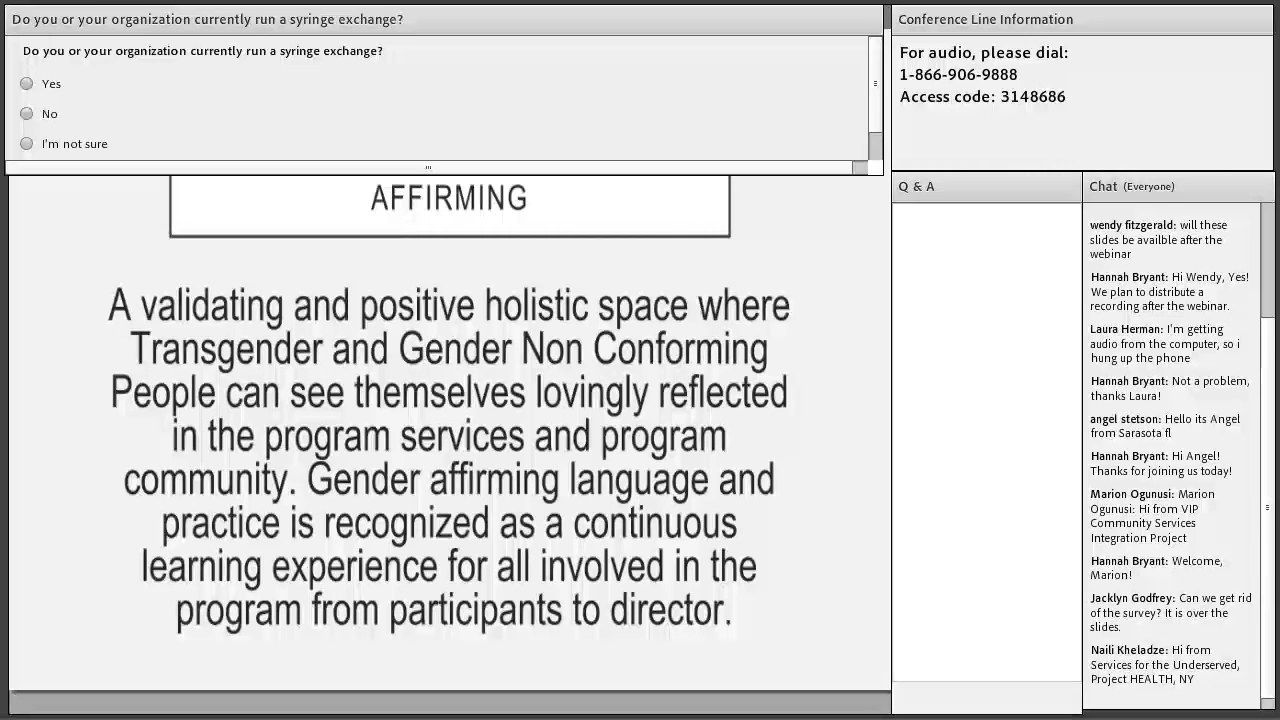 Do you or your organization currently run a syringe exchange?
Do you or your organization currently run a syringe exchange?
Yes
No
I'm not sure
AFFIRMING
A validating and positive holistic space where
Transgender and Gender Non Conforming
People can see themselves lovingly reflected
in the program services and program
community. Gender affirming language and
practice is recognized as a continuous
learning experience for all involved in the
program from participants to director.
Conference Line Information
For audio, please dial:
1-866-906-9888
Access code: 3148686
Q & A
Chat (Everyone)
wendy fitzgerald: will these
slides be availble after the
webinar
Hannah Bryant: Hi Wendy, Yes!
We plan to distribute a
recording after the webinar.
Laura Herman: I'm getting
audio from the computer, so i
hung up the phone
Hannah Bryant: Not a problem,
thanks Laura!
angel stetson: Hello its Angel
from Sarasota fl
Hannah Bryant: Hi Angel!
Thanks for joining us today!
Marion Ogunusi: Marion
Ogunusi: Hi from VIP
Community Services
Integration Project
Hannah Bryant: Welcome,
Marion!
Jacklyn Godfrey: Can we get rid
of the survey? It is over the
slides.
Naili Kheladze: Hi from
Services for the Underserved,
Project HEALTH, NY